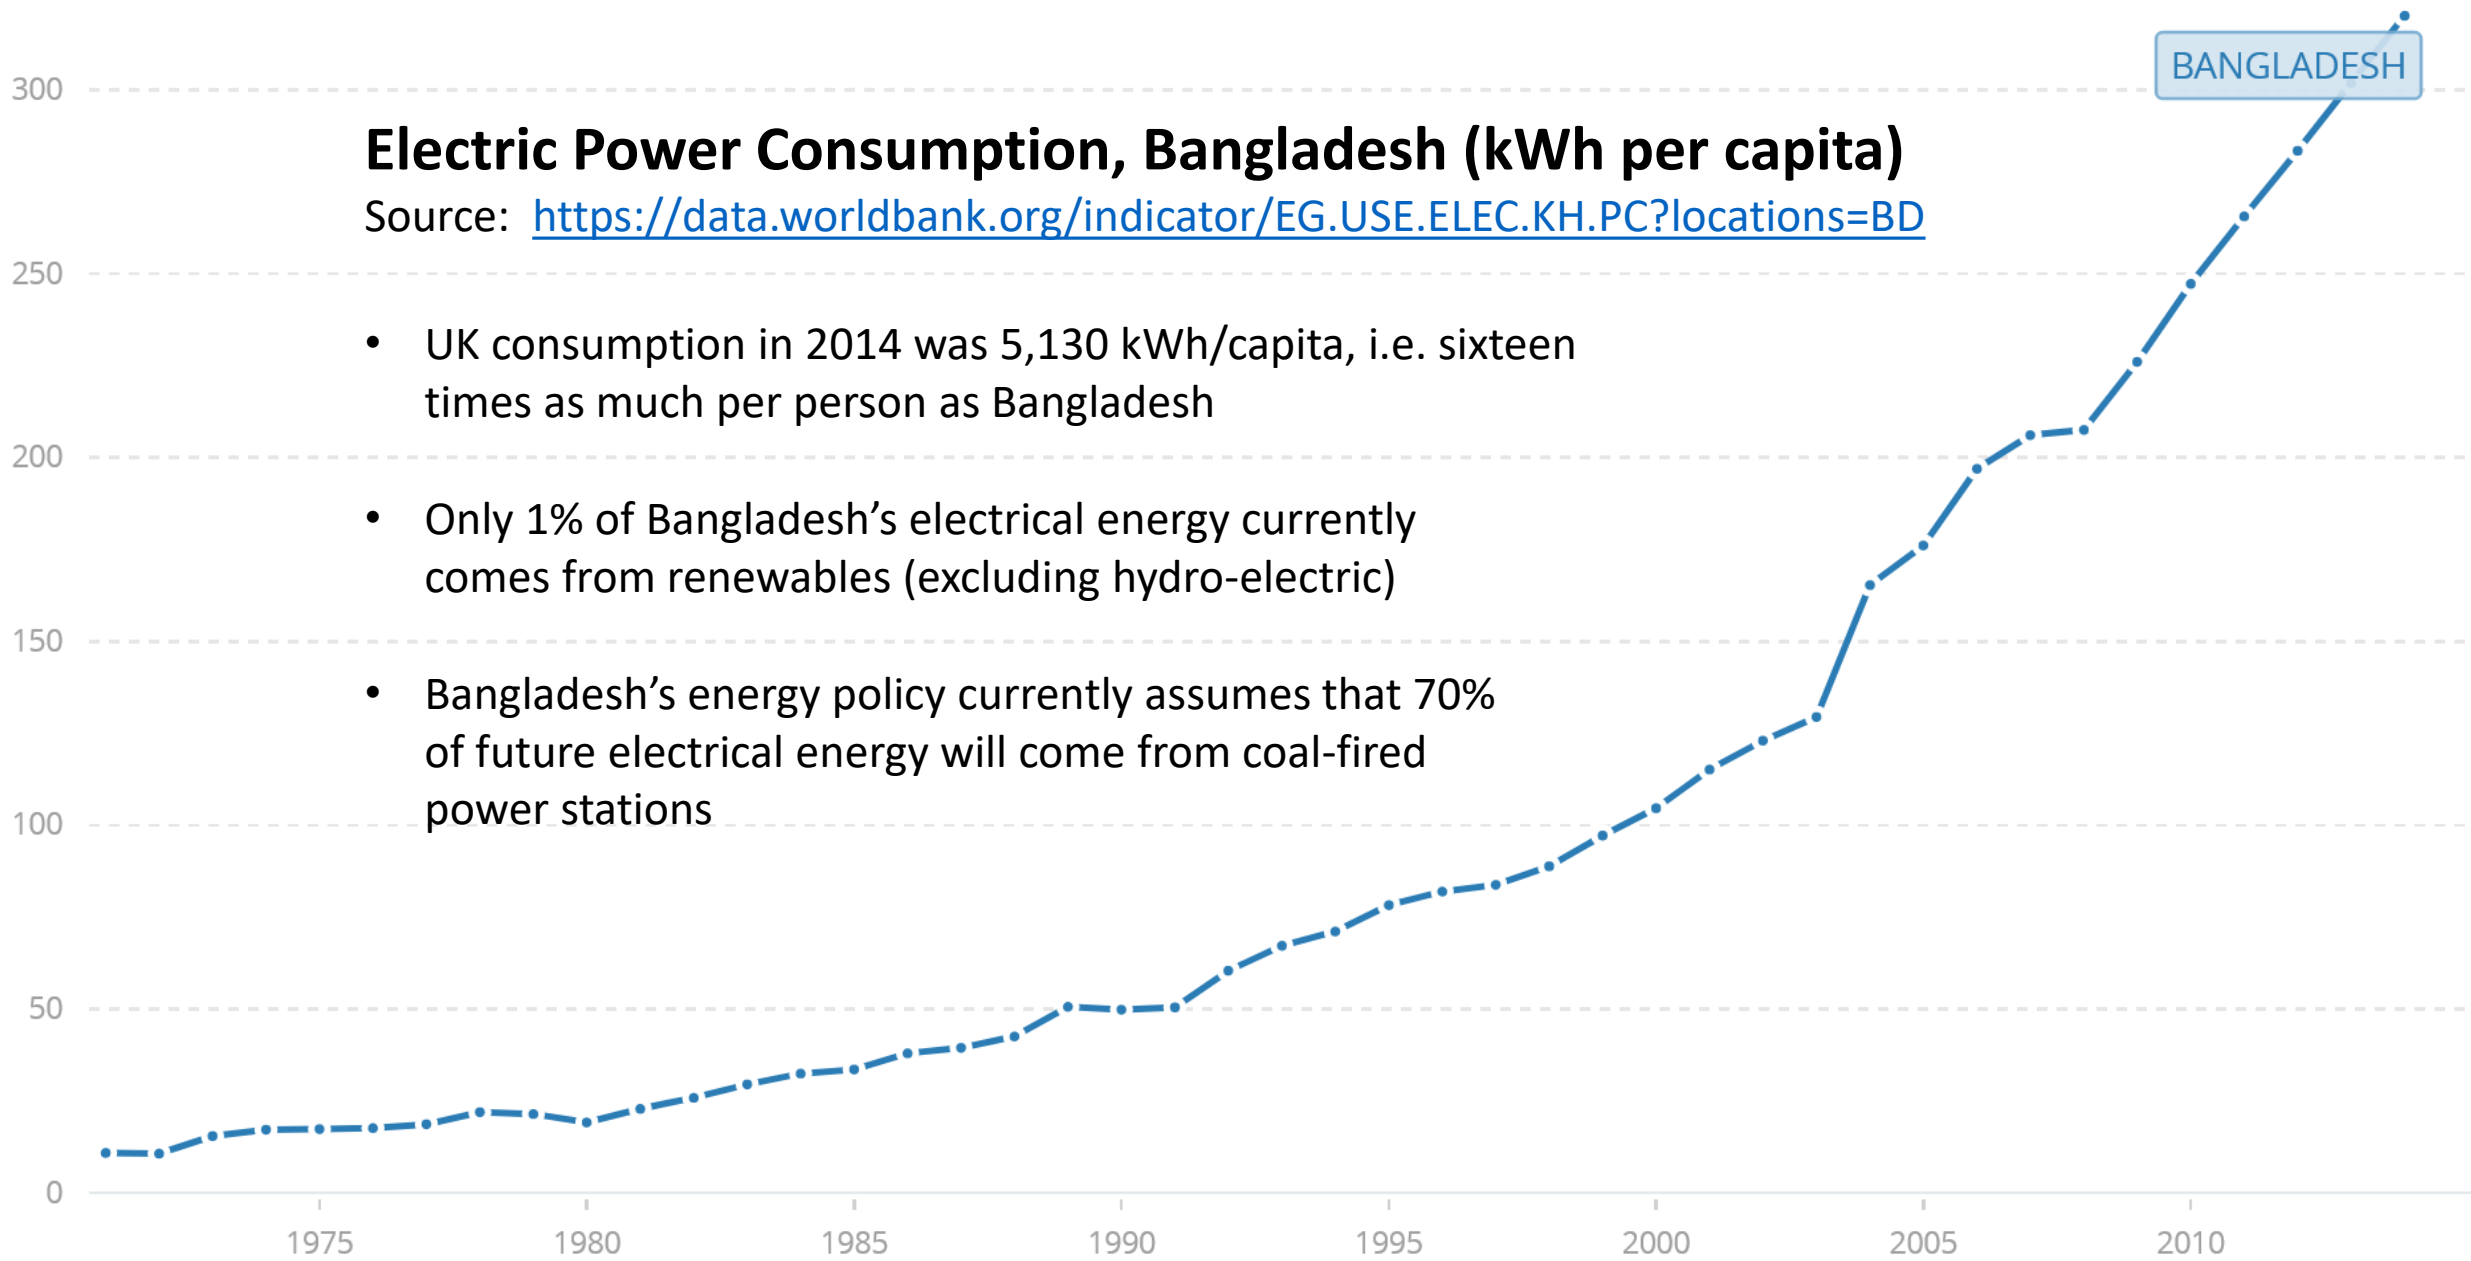 BANGLADESH
300
Electric Power Consumption, Bangladesh (kWh per capita)
Source: https://data.worldbank.org/indicator/EG.USE.ELEC.KH.PC?locations=BD
250
• UK consumption in 2014 was 5,130 kWh/capita, i.e. sixteen
times as much per person as Bangladesh
200
• Only 1% of Bangladesh’s electrical energy currently
comes from renewables (excluding hydro-electric)
150
• Bangladesh’s energy policy currently assumes that 70%
of future electrical energy will come from coal-fired
power stations
100
50
0
1975 1980 1985 1990 1995 2000 2005 2010